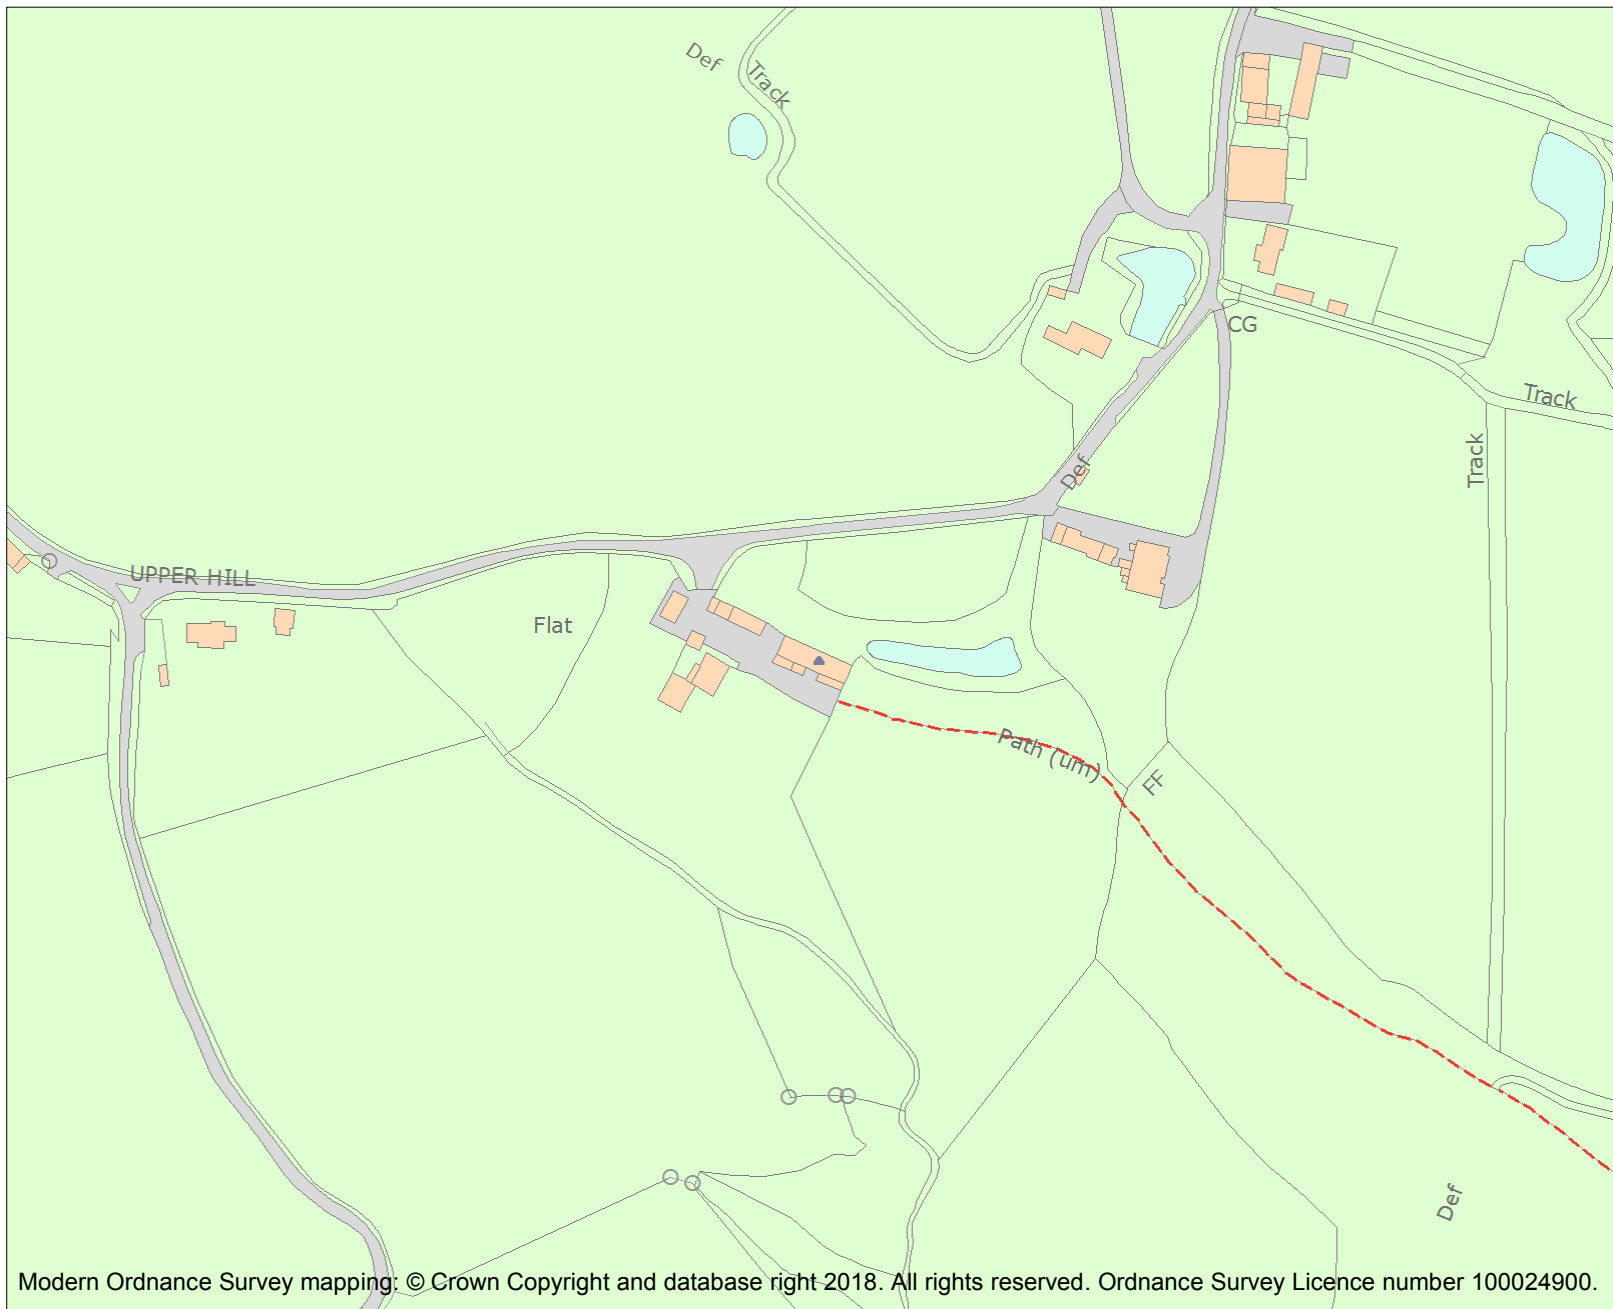 Def
Track
CG
Track
Track
Def
UPPER HILL
Flat
Path (um)
FF
Def
Modern Ordnance Survey mapping: © Crown Copyright and database right 2018. All rights reserved. Ordnance Survey Licence number 100024900.